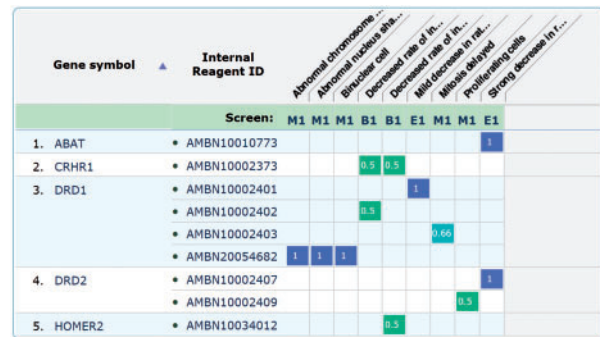 Abnormal chromosome ...
Abnormal nucleus sha...
Binuclear cell
Decreased rate of in...
Decreased rate of in...
Mild decrease in rat...
Mitosis delayed
Proliferating cells
Strong decrease in r...
Gene symbol ▲ Internal Reagent ID
Screen: M1 M1 M1 B1 B1 E1 M1 M1 E1
1. ABAT • AMBN10010773 1
2. CRHR1 • AMBN10002373 0.5 0.5
3. DRD1 • AMBN10002401 1
• AMBN10002402 0.5
• AMBN10002403 0.66
• AMBN20054682 1 1 1
4. DRD2 • AMBN10002407 1
• AMBN10002409 0.5
5. HOMER2 • AMBN10034012 0.5